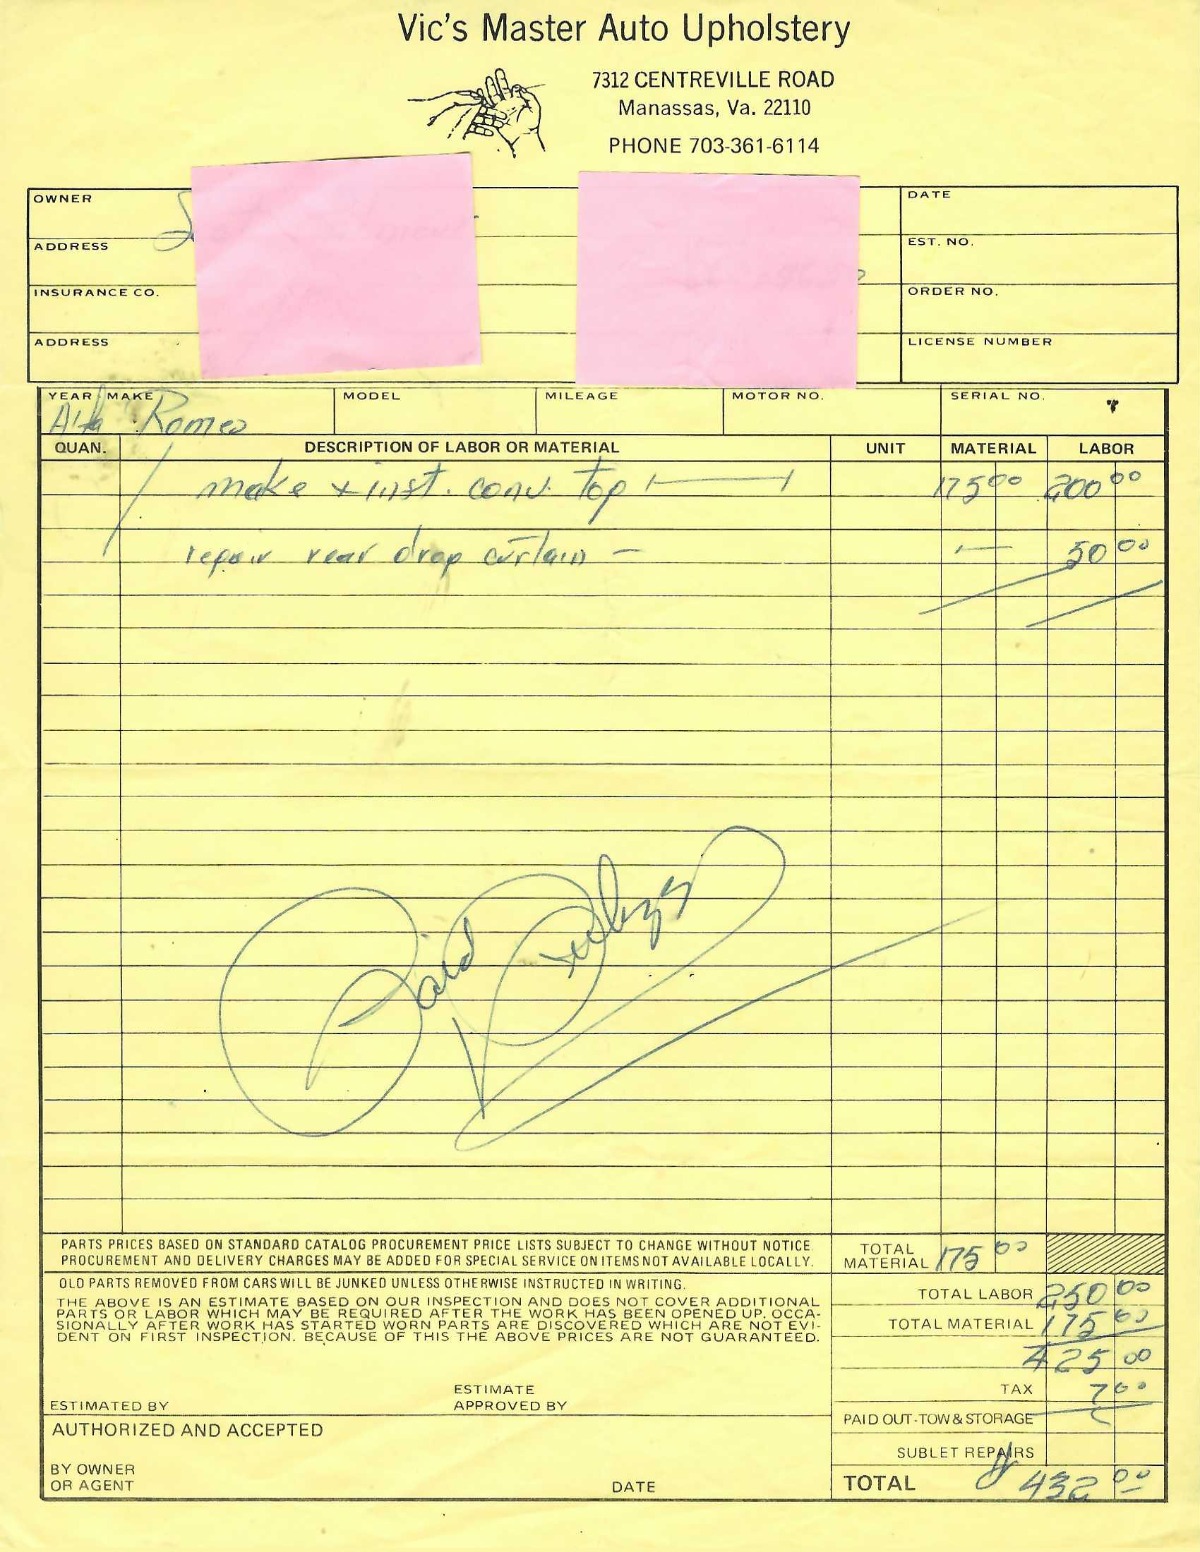 Vic's Master Auto Upholstery
7312 CENTREVILLE ROAD
Manassas, Va. 22110
PHONE 703-361-6114
OWNER DATE
ADDRESS EST. NO.
INSURANCE CO. ORDER NO.
ADDRESS LICENSE NUMBER
YEAR MAKE MODEL MILEAGE MOTOR NO. SERIAL NO.
Alfa Romeo
QUAN. DESCRIPTION OF LABOR OR MATERIAL UNIT MATERIAL LABOR
make + inst. conv. top 175 00 200 00
repair rear drop curtain — — 50 00
Paid
PARTS PRICES BASED ON STANDARD CATALOG PROCUREMENT PRICE LISTS SUBJECT TO CHANGE WITHOUT NOTICE
PROCUREMENT AND DELIVERY CHARGES MAY BE ADDED FOR SPECIAL SERVICE ON ITEMS NOT AVAILABLE LOCALLY.
TOTAL
MATERIAL 175 00
OLD PARTS REMOVED FROM CARS WILL BE JUNKED UNLESS OTHERWISE INSTRUCTED IN WRITING.
THE ABOVE IS AN ESTIMATE BASED ON OUR INSPECTION AND DOES NOT COVER ADDITIONAL
PARTS OR LABOR WHICH MAY BE REQUIRED AFTER THE WORK HAS BEEN OPENED UP. OCCA-
SIONALLY AFTER WORK HAS STARTED WORN PARTS ARE DISCOVERED WHICH ARE NOT EVI-
DENT ON FIRST INSPECTION. BECAUSE OF THIS THE ABOVE PRICES ARE NOT GUARANTEED.
TOTAL LABOR 250 00
TOTAL MATERIAL 175 00
425 00
TAX 7 00
PAID OUT-TOW & STORAGE
SUBLET REPAIRS
TOTAL 432 00
ESTIMATED BY
ESTIMATE
APPROVED BY
AUTHORIZED AND ACCEPTED
BY OWNER
OR AGENT
DATE